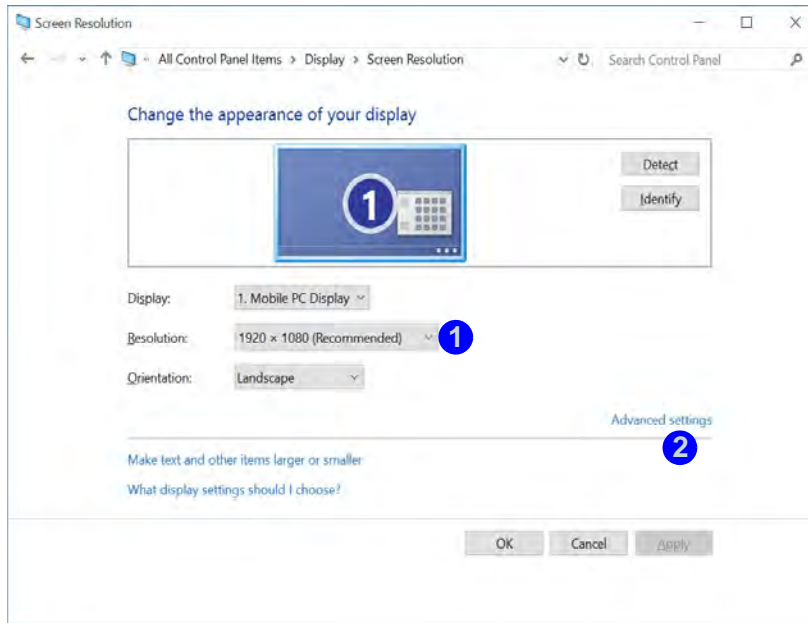 Screen Resolution
« All Control Panel Items > Display > Screen Resolution
Search Control Panel
Change the appearance of your display
1
Detect
Identify
Display: 1. Mobile PC Display
Resolution: 1920 × 1080 (Recommended) 1
Orientation: Landscape
Advanced settings
2
Make text and other items larger or smaller
What display settings should I choose?
OK Cancel Apply